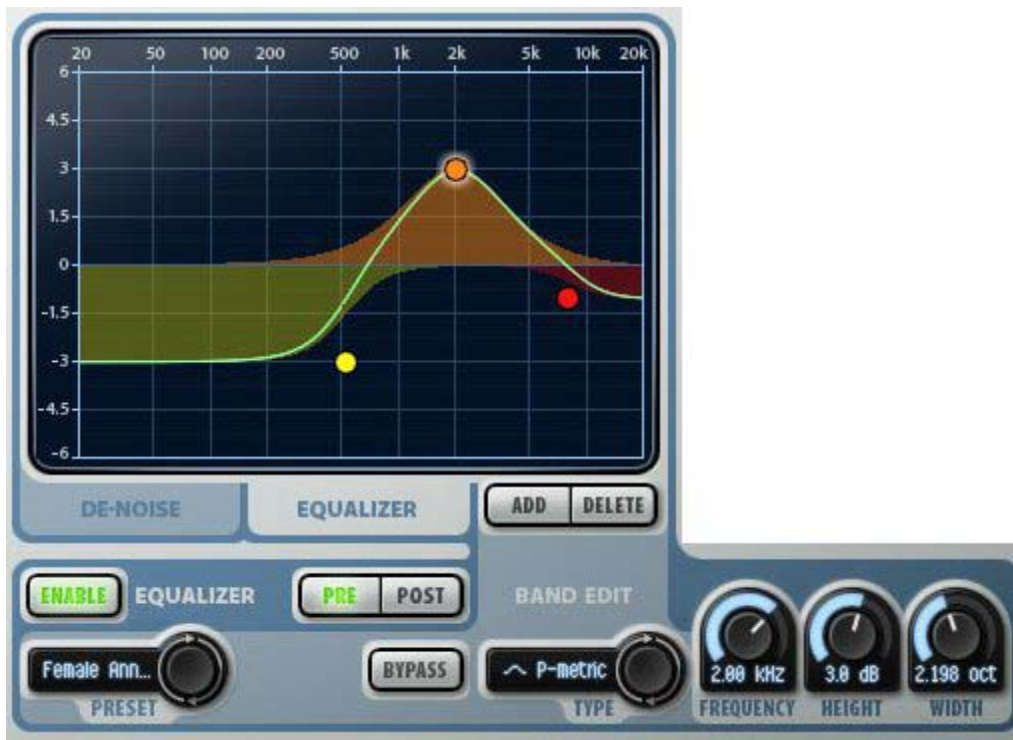 20 50 100 200 500 1k 2k 5k 10k 20k
6
4.5
3
1.5
0
-1.5
-3
-4.5
-6
DE-NOISE EQUALIZER ADD DELETE
ENABLE EQUALIZER PRE POST BAND EDIT
Female Ann... BYPASS P-metric 2.00 kHz 3.0 dB 2.198 oct
PRESET TYPE FREQUENCY HEIGHT WIDTH